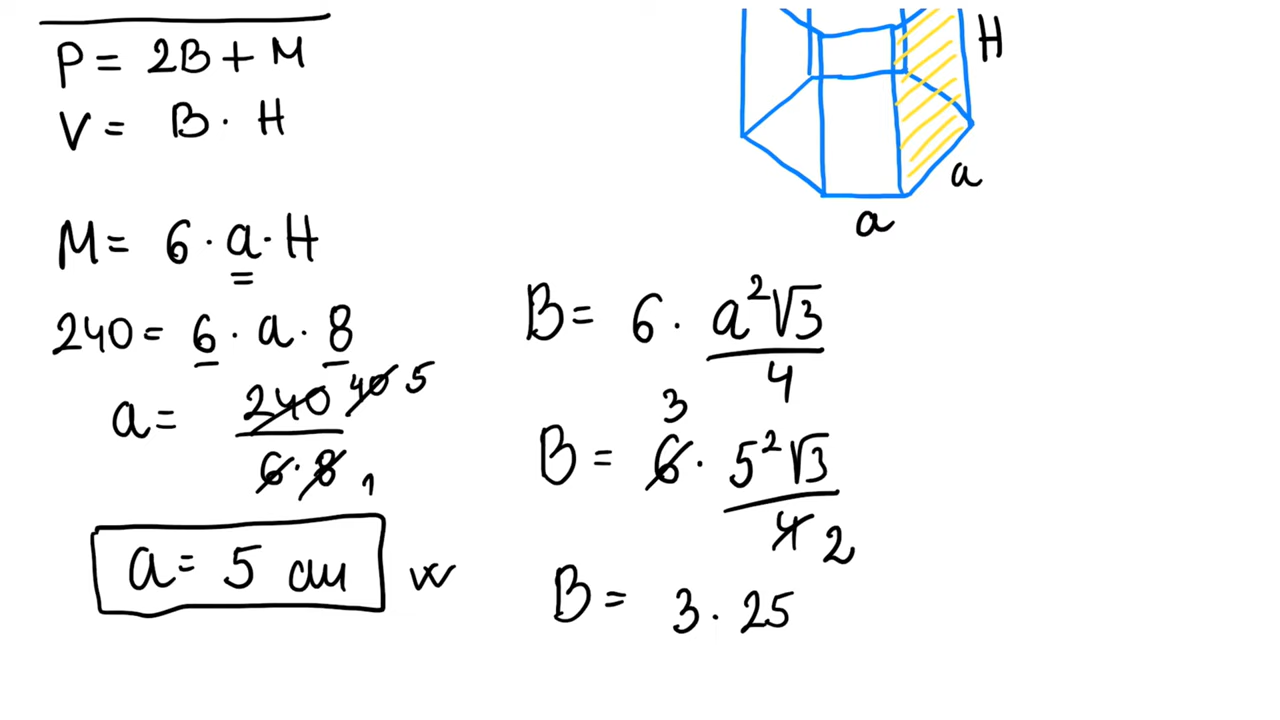 P = 2B + M
V = B · H
M = 6 · a · H
240 = 6 · a · 8
a = 240 40 5
6 · 8 1
a = 5 cm
H
a
a
B = 6 · a²√3
4
3
B = 6 · 5²√3
4 2
B = 3 · 25